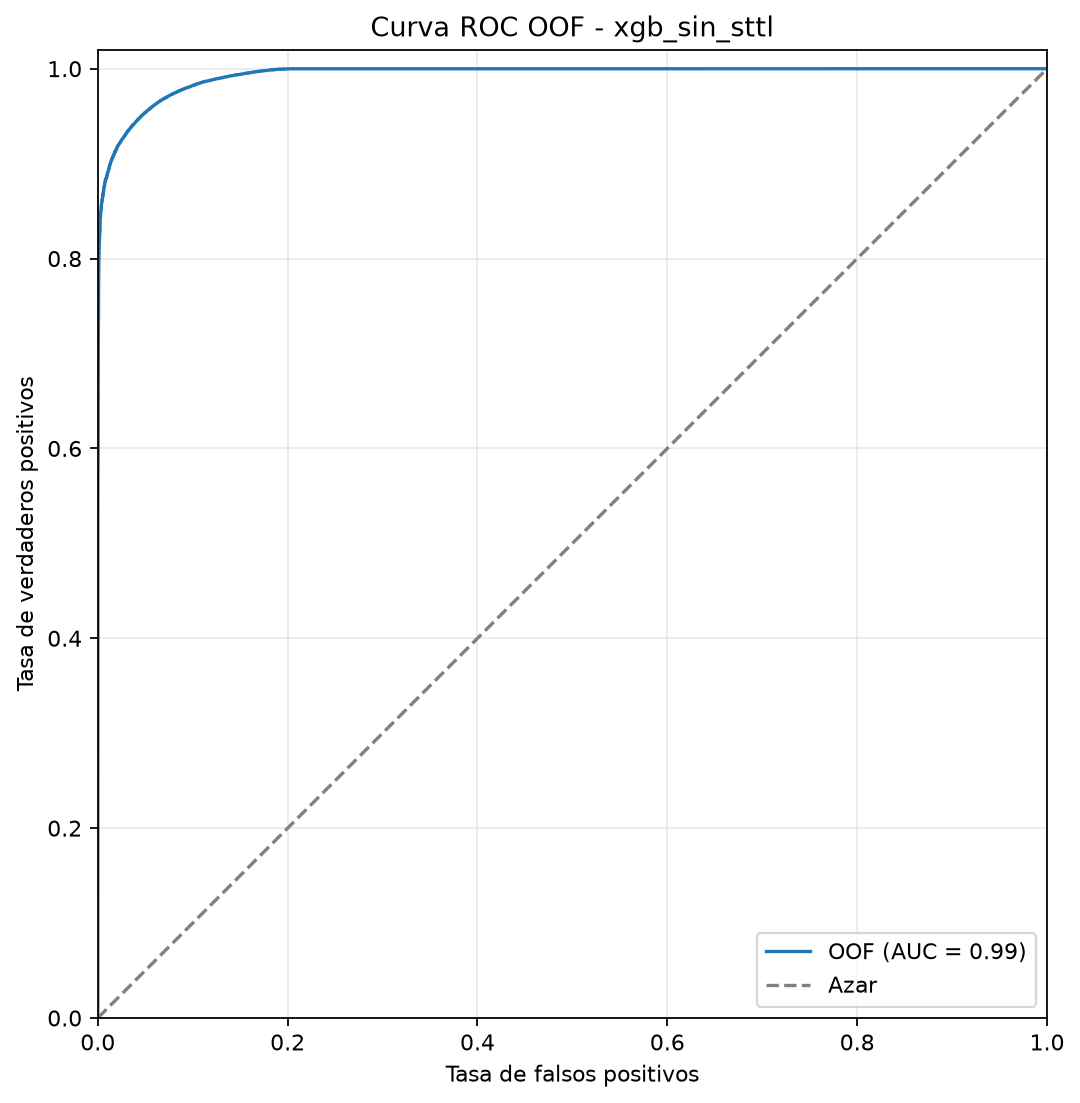 Curva ROC OOF - xgb_sin_sttl
Tasa de verdaderos positivos
1.0
0.8
0.6
0.4
0.2
0.0
0.0 0.2 0.4 0.6 0.8 1.0
Tasa de falsos positivos
OOF (AUC = 0.99)
Azar